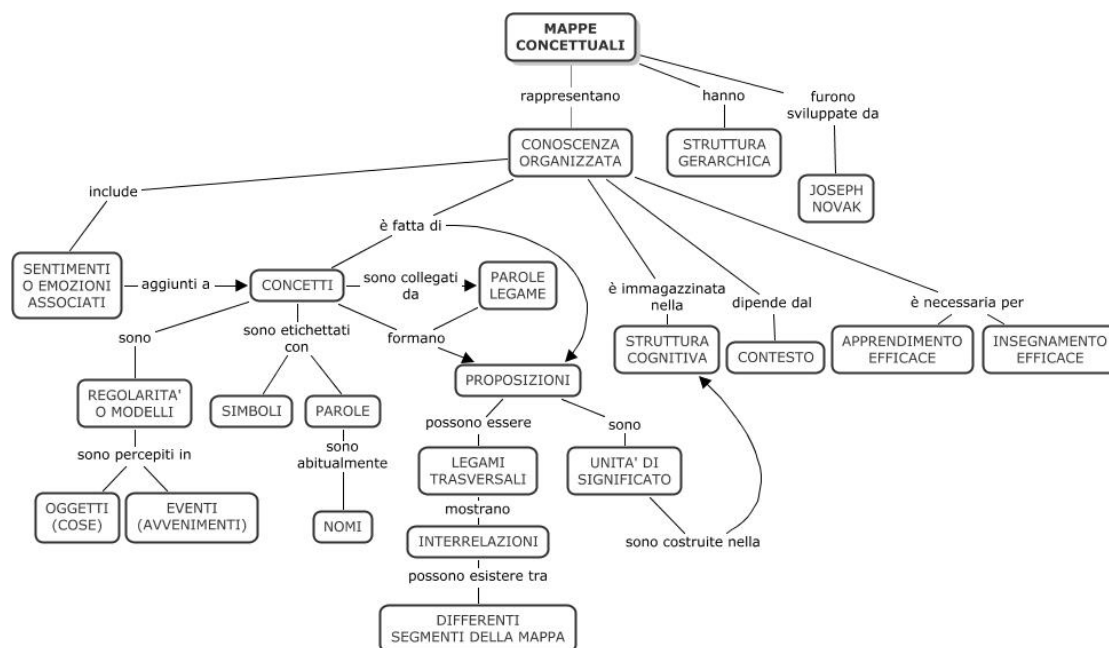 MAPPE
CONCETTUALI
rappresentano
hanno
furono
sviluppate da
CONOSCENZA
ORGANIZZATA
STRUTTURA
GERARCHICA
JOSEPH
NOVAK
include
è fatta di
SENTIMENTI
O EMOZIONI
ASSOCIATI
aggiunti a
CONCETTI
sono collegati
da
PAROLE
LEGAME
è immagazzinata
nella
dipende dal
è necessaria per
sono
sono etichettati
con
formano
STRUTTURA
COGNITIVA
CONTESTO
APPRENDIMENTO
EFFICACE
INSEGNAMENTO
EFFICACE
PROPOSIZIONI
REGOLARITA'
O MODELLI
SIMBOLI
PAROLE
possono essere
sono
sono percepiti in
sono
abitualmente
LEGAMI
TRASVERSALI
UNITA' DI
SIGNIFICATO
OGGETTI
(COSE)
EVENTI
(AVVENIMENTI)
NOMI
mostrano
INTERRELAZIONI
sono costruite nella
possono esistere tra
DIFFERENTI
SEGMENTI DELLA MAPPA